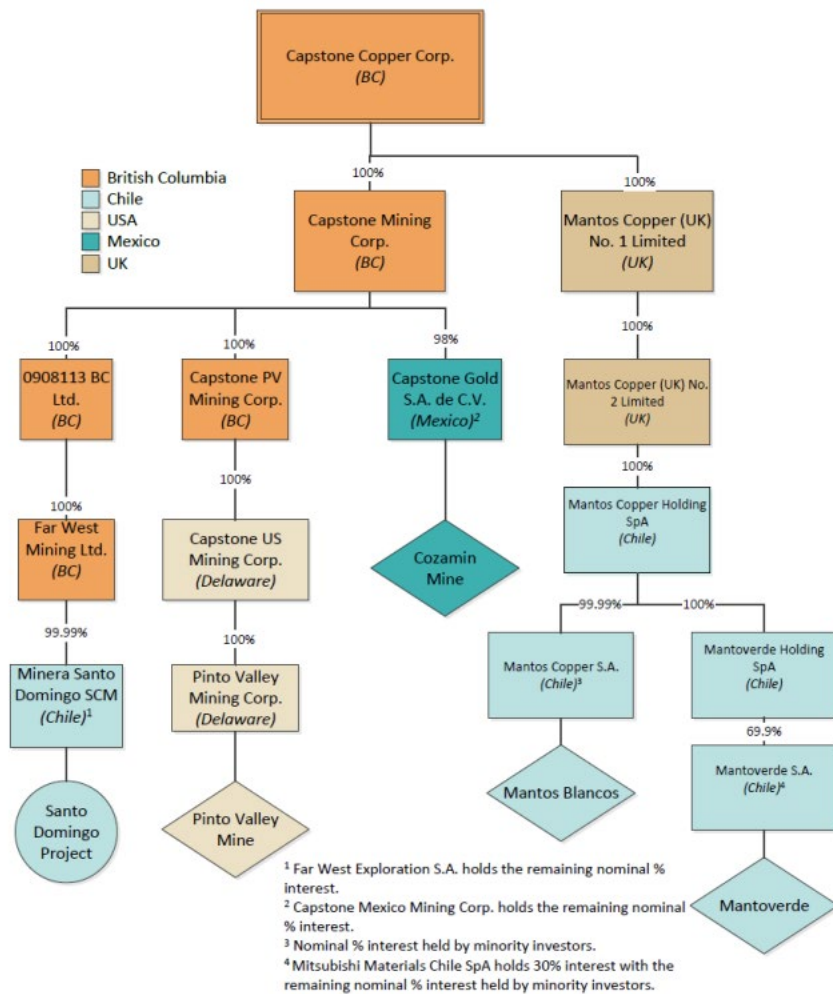 Capstone Copper Corp.
(BC)
100%
100%
British Columbia
Chile
USA
Mexico
UK
Capstone Mining
Corp.
(BC)
Mantos Copper (UK)
No. 1 Limited
(UK)
100%
100%
98%
100%
0908113 BC
Ltd.
(BC)
Capstone PV
Mining Corp.
(BC)
Capstone Gold
S.A. de C.V.
(Mexico)²
Mantos Copper (UK) No.
2 Limited
(UK)
100%
100%
100%
Far West
Mining Ltd.
(BC)
Capstone US
Mining Corp.
(Delaware)
Cozamin
Mine
Mantos Copper Holding
SpA
(Chile)
99.99%
100%
99.99%
100%
Minera Santo
Domingo SCM
(Chile)¹
Pinto Valley
Mining Corp.
(Delaware)
Mantos Copper S.A.
(Chile)³
Mantoverde Holding
SpA
(Chile)
69.9%
Santo
Domingo
Project
Pinto Valley
Mine
Mantos Blancos
Mantoverde S.A.
(Chile)⁴
Mantoverde
¹ Far West Exploration S.A. holds the remaining nominal %
interest.
² Capstone Mexico Mining Corp. holds the remaining nominal
% interest.
³ Nominal % interest held by minority investors.
⁴ Mitsubishi Materials Chile SpA holds 30% interest with the
remaining nominal % interest held by minority investors.